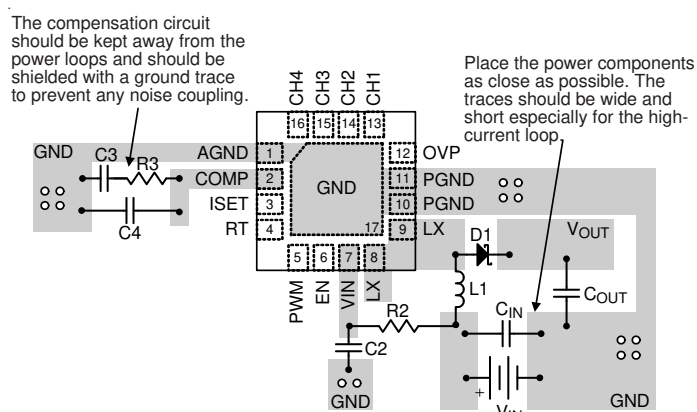 The compensation circuit
should be kept away from the
power loops and should be
shielded with a ground trace
to prevent any noise coupling.
Place the power components
as close as possible. The
traces should be wide and
short especially for the high-
current loop.
CH4
CH3
CH2
CH1
16
15
14
13
GND
C3
R3
C4
AGND
COMP
ISET
RT
1
2
3
4
GND
17
12
11
10
9
OVP
PGND
PGND
LX
5
6
7
8
PWM
EN
VIN
LX
D1
VOUT
L1
COUT
R2
CIN
C2
GND
+
VIN
GND